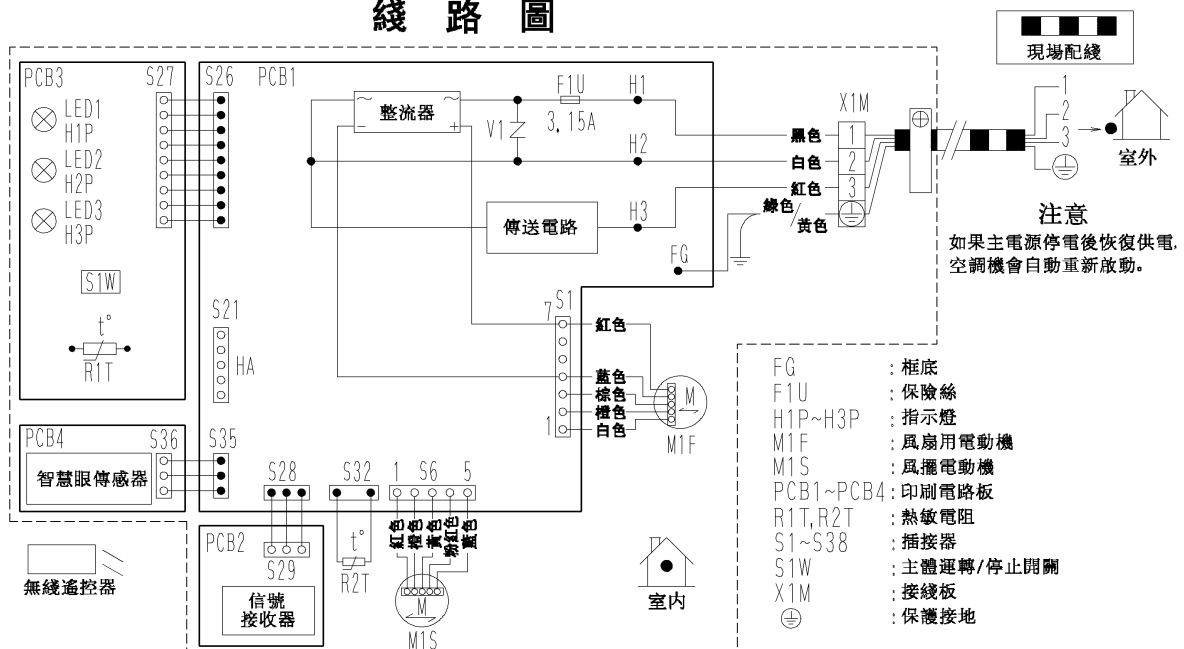 綫 路 圖
現場配綫
PCB3
S27
S26
PCB1
LED1
H1P
LED2
H2P
LED3
H3P
S1W
t°
R1T
S21
HA
整流器
~
~
−
+
V1
F1U
3.15A
H1
H2
H3
傳送電路
FG
X1M
黑色
1
白色
2
紅色
3
綠色
/
黃色
1
2
3
室外
注意
如果主電源停電後恢復供電,
空調機會自動重新啟動。
7
S1
紅色
藍色
棕色
橙色
1
白色
M
M1F
PCB4
S36
S35
智慧眼傳感器
S28
S32
1
S6
5
紅色
橙色
黃色
粉紅色
藍色
PCB2
S29
信號
接收器
t°
R2T
M
M1S
無綫遙控器
室内
FG : 框底
F1U : 保險絲
H1P~H3P : 指示燈
M1F : 風扇用電動機
M1S : 風擺電動機
PCB1~PCB4 : 印刷電路板
R1T,R2T : 熱敏電阻
S1~S38 : 插接器
S1W : 主體運轉/停止開關
X1M : 接綫板
: 保護接地